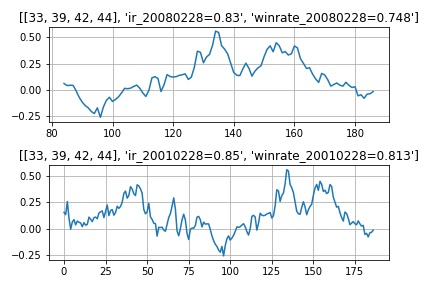 [[33, 39, 42, 44], 'ir_20080228=0.83', 'winrate_20080228=0.748']
0.50
0.25
0.00
−0.25
80 100 120 140 160 180
[[33, 39, 42, 44], 'ir_20010228=0.85', 'winrate_20010228=0.813']
0.50
0.25
0.00
−0.25
0 25 50 75 100 125 150 175